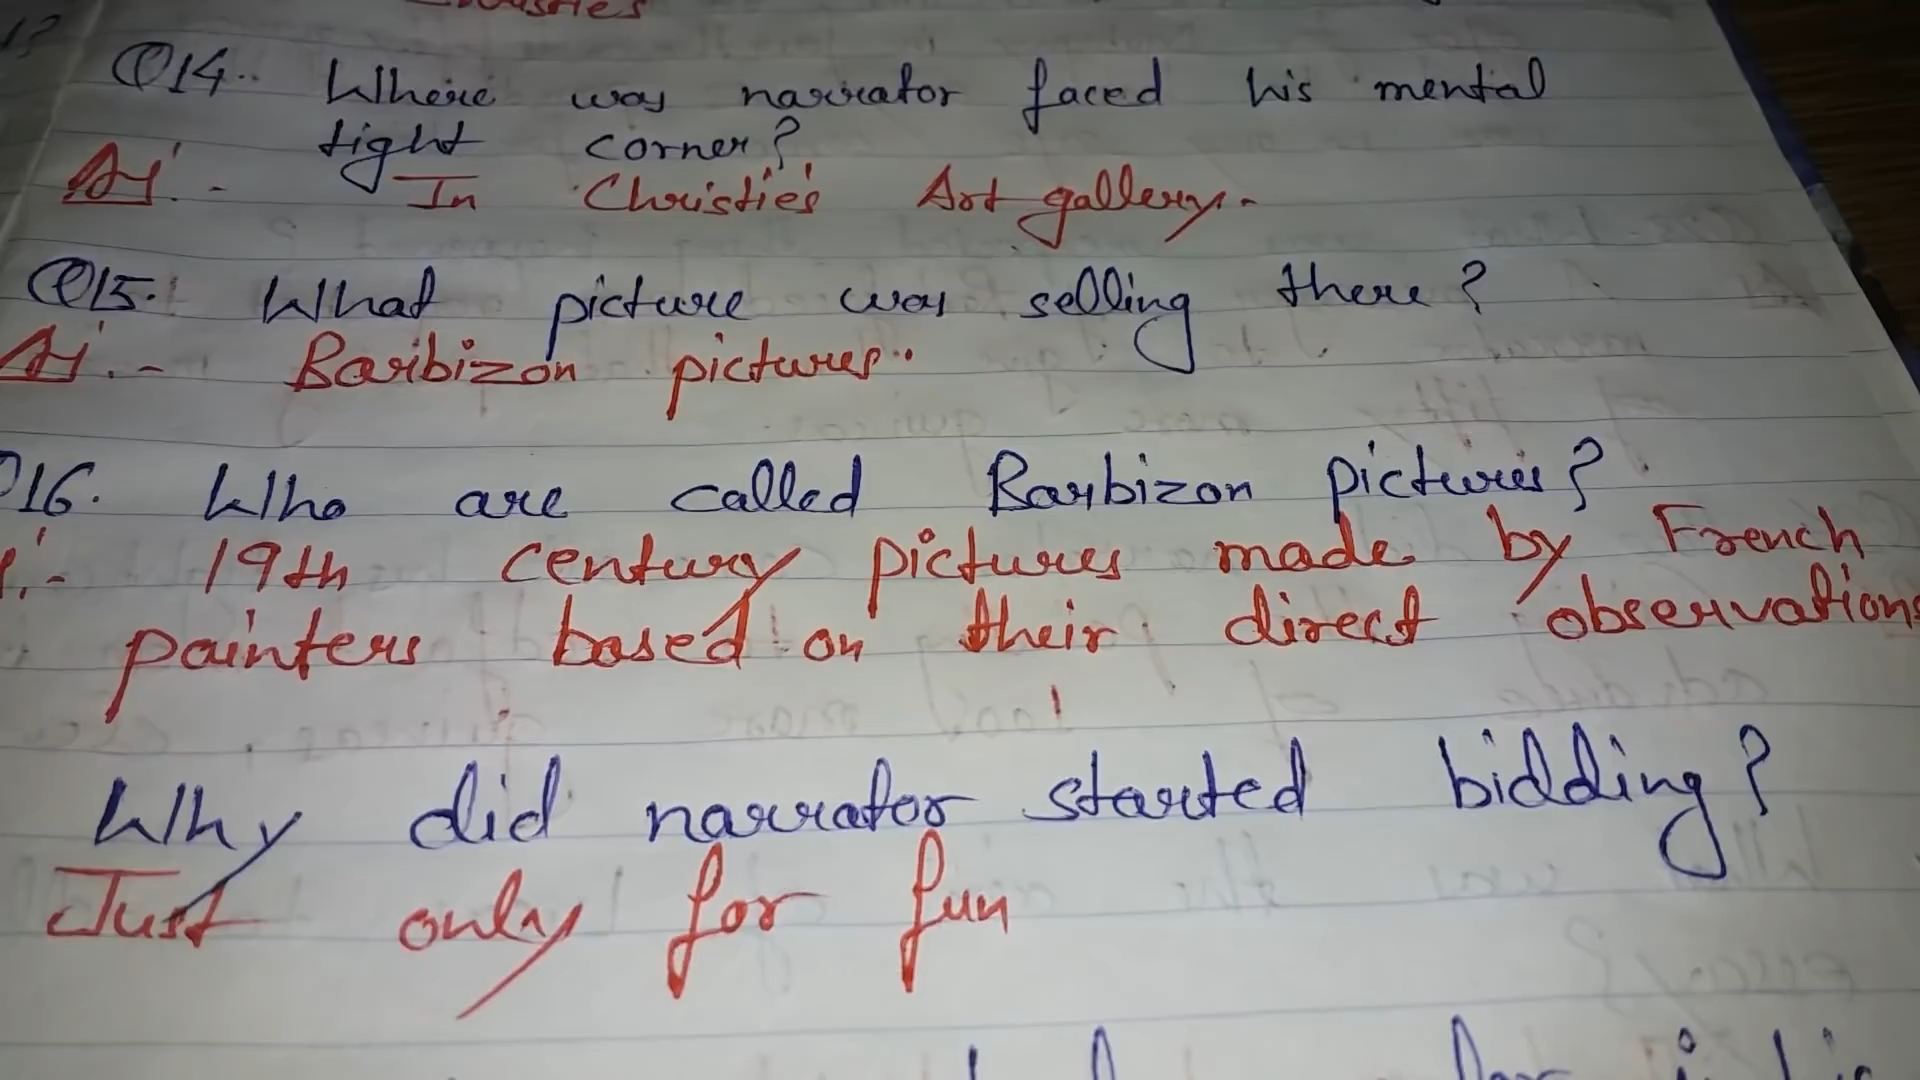 Q14. Where was narrator faced his mental
tight corner?
In Christie's Art gallery.
Q15. What picture was selling there?
Barbizon pictures.
16. Who are called Barbizon pictures?
19th century pictures made by French
painters based on their direct observations
Why did narrator started bidding?
Just only for fun